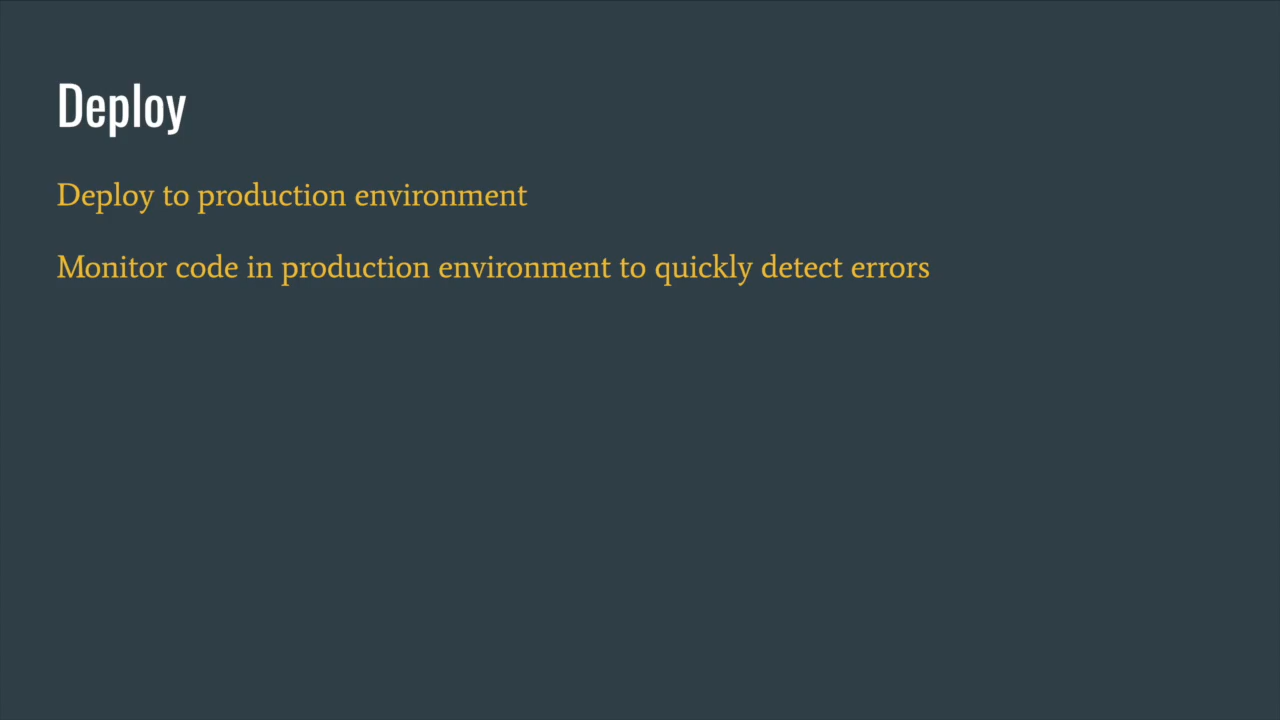 Deploy
Deploy to production environment
Monitor code in production environment to quickly detect errors